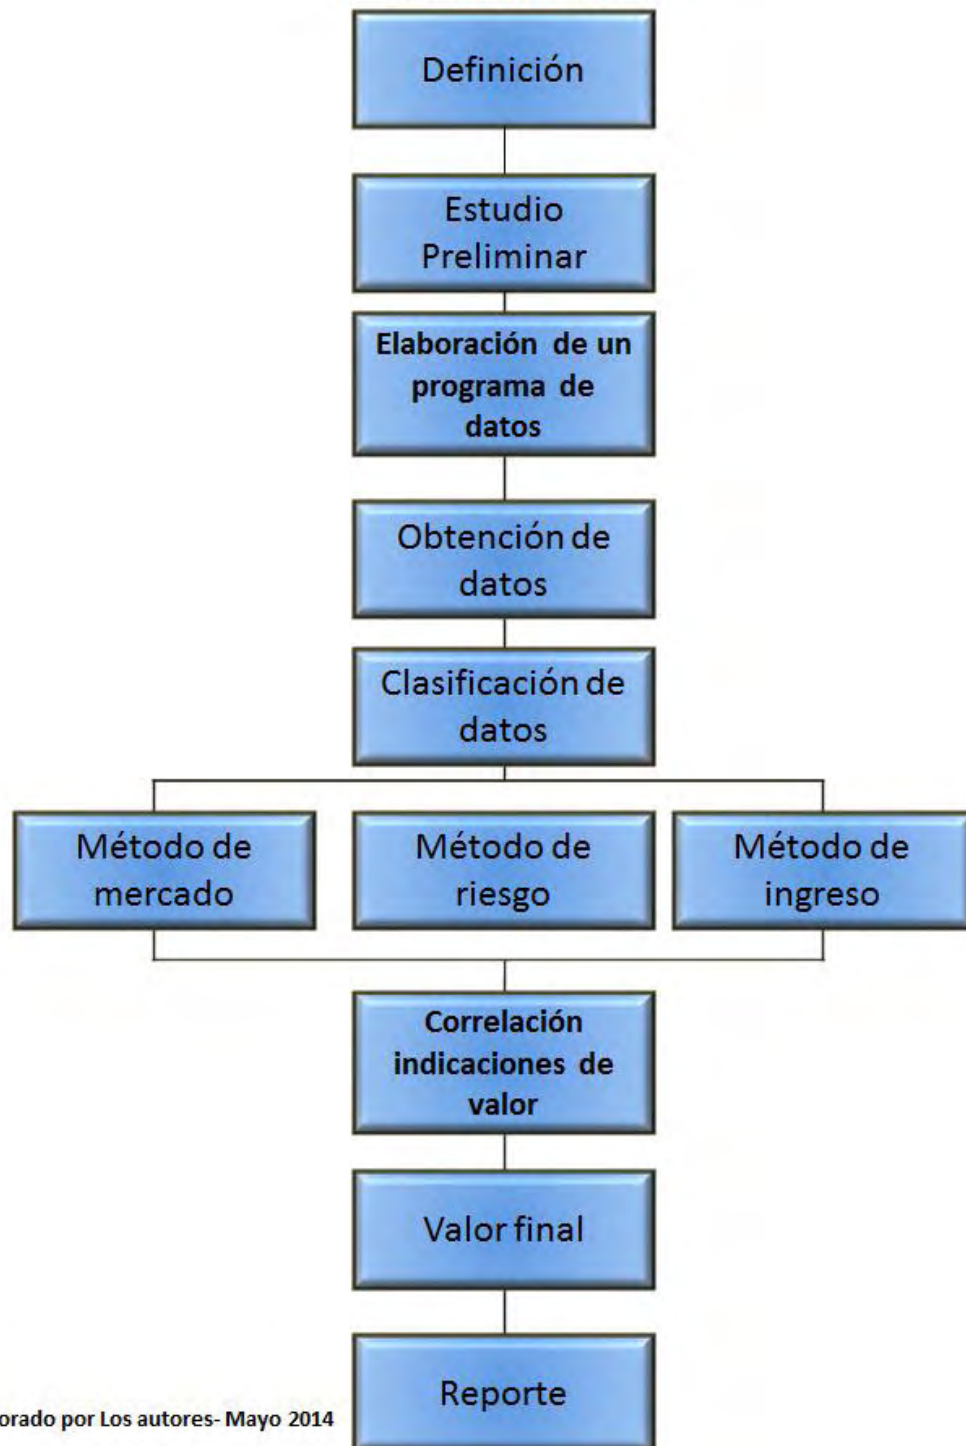 Definición
Estudio
Preliminar
Elaboración de un
programa de
datos
Obtención de
datos
Clasificación de
datos
Método de
mercado
Método de
riesgo
Método de
ingreso
Correlación
indicaciones de
valor
Valor final
Reporte
orado por Los autores- Mayo 2014